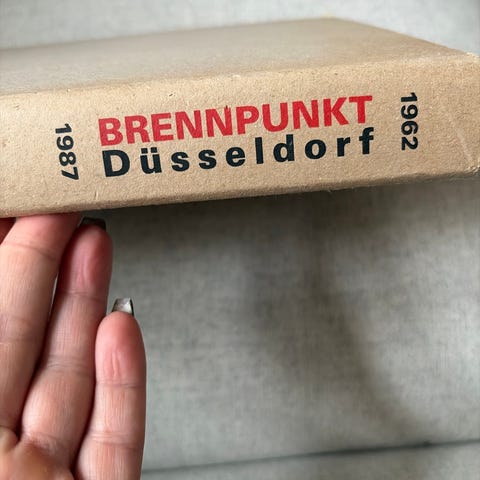 1987
BRENNPUNKT
Düsseldorf
1962